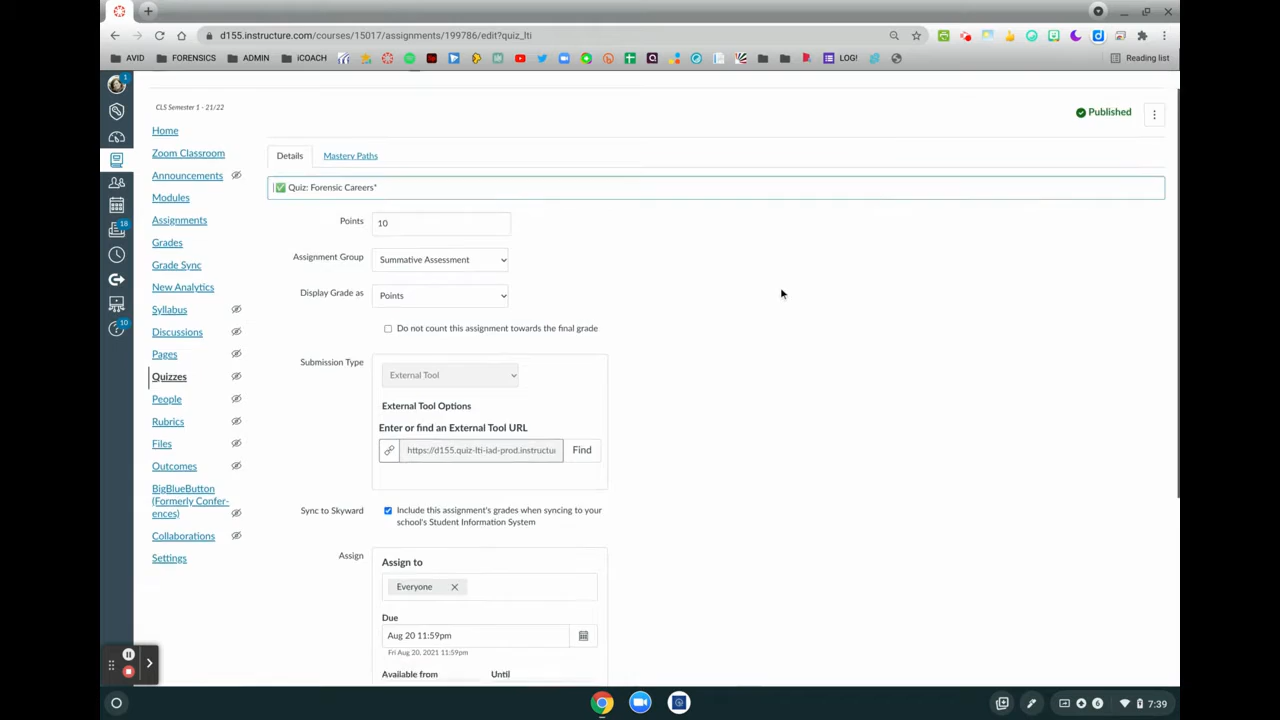 d155.instructure.com/courses/15017/assignments/199786/edit?quiz_lti
AVID
FORENSICS
ADMIN
iCOACH
LOG!
Reading list
1
CLS Semester 1 - 21/22
Published
Home
Zoom Classroom
Announcements
Modules
Assignments
Grades
Grade Sync
New Analytics
Syllabus
Discussions
Pages
Quizzes
People
Rubrics
Files
Outcomes
BigBlueButton
(Formerly Confer-
ences)
Collaborations
Settings
18
10
Details
Mastery Paths
Quiz: Forensic Careers*
Points
10
Assignment Group
Summative Assessment
Display Grade as
Points
Do not count this assignment towards the final grade
Submission Type
External Tool
External Tool Options
Enter or find an External Tool URL
https://d155.quiz-lti-iad-prod.instructu
Find
Sync to Skyward
Include this assignment's grades when syncing to your
school's Student Information System
Assign
Assign to
Everyone
Due
Aug 20 11:59pm
Fri Aug 20, 2021 11:59pm
Available from
Until
7:39